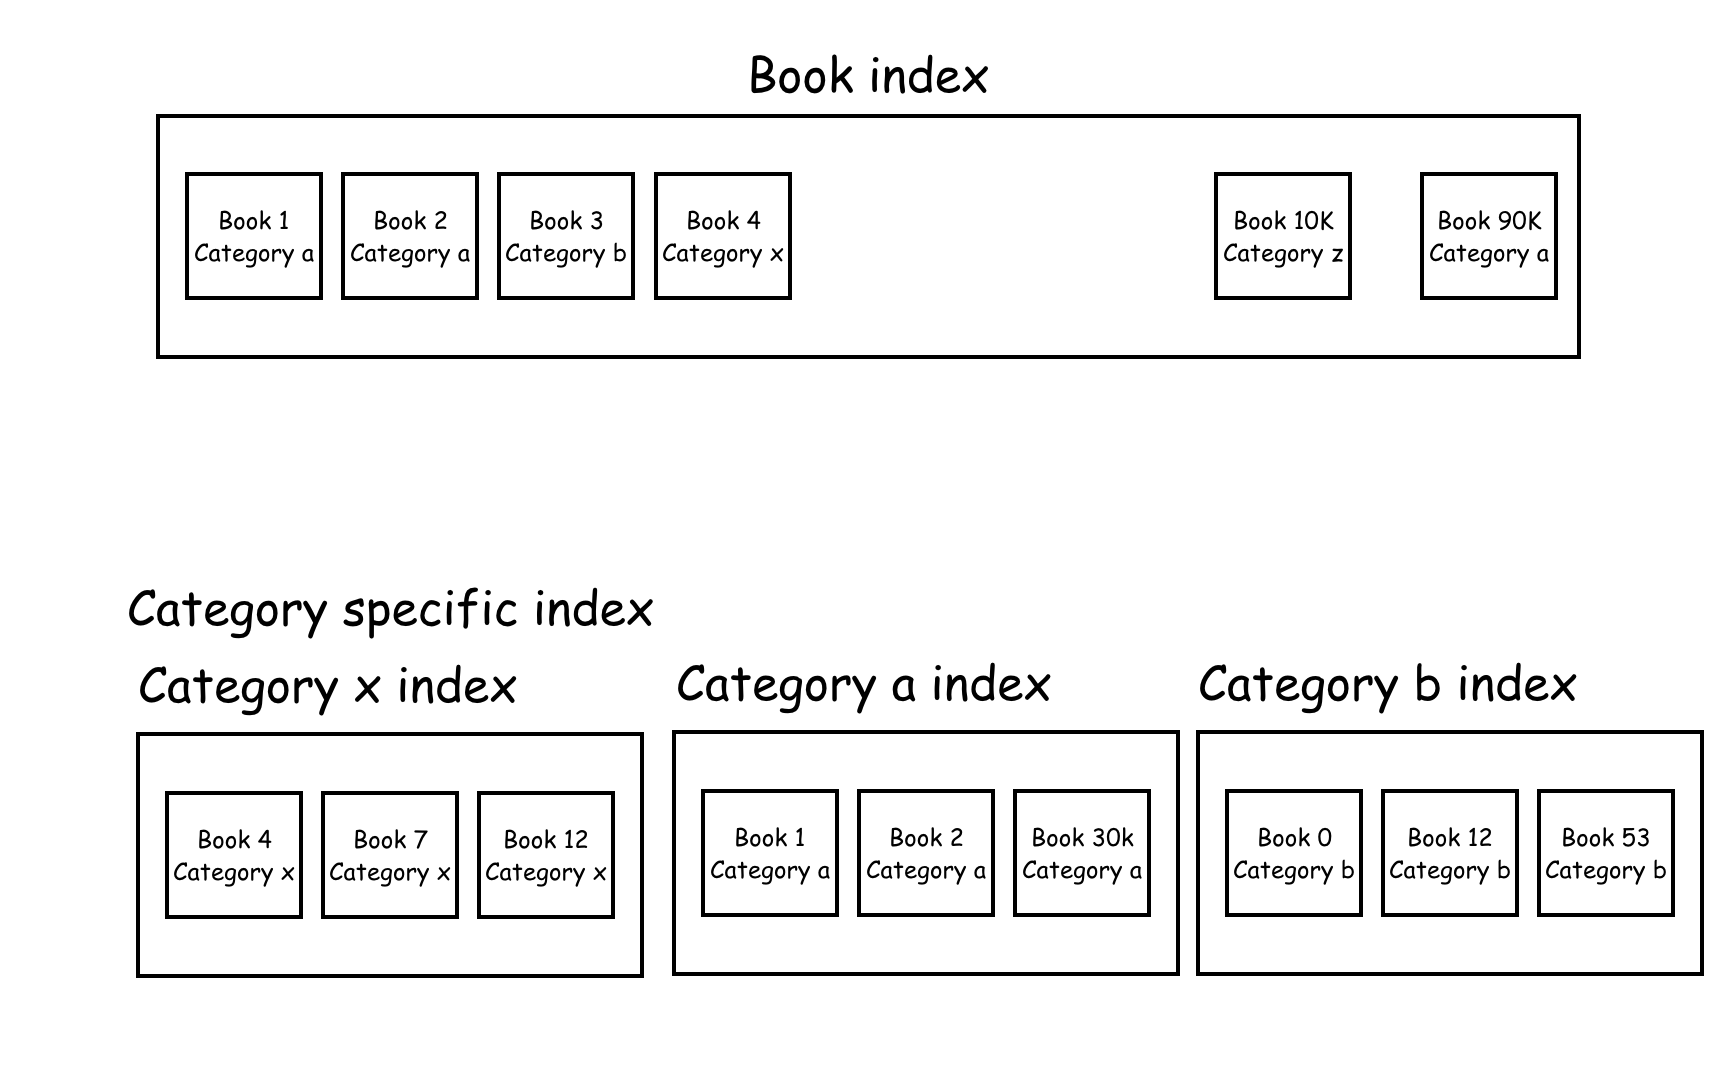 Book index
Book 1
Category a
Book 2
Category a
Book 3
Category b
Book 4
Category x
Book 10K
Category z
Book 90K
Category a
Category specific index
Category x index
Book 4
Category x
Book 7
Category x
Book 12
Category x
Category a index
Book 1
Category a
Book 2
Category a
Book 30k
Category a
Category b index
Book 0
Category b
Book 12
Category b
Book 53
Category b